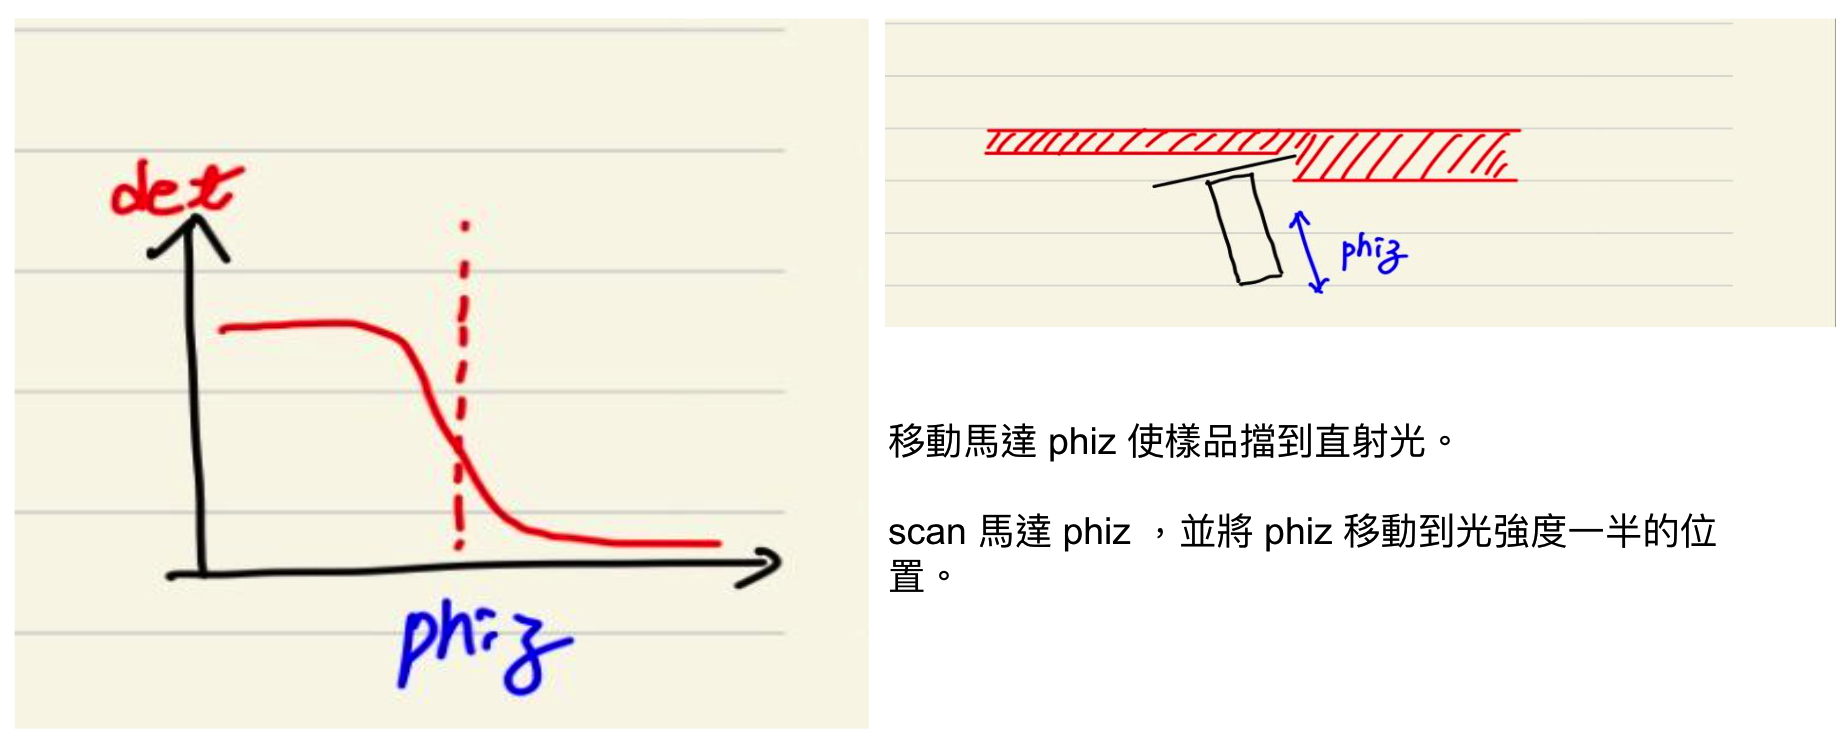 det
phiz
phiz
移動馬達 phiz 使樣品擋到直射光。
scan 馬達 phiz ，並將 phiz 移動到光強度一半的位
置。